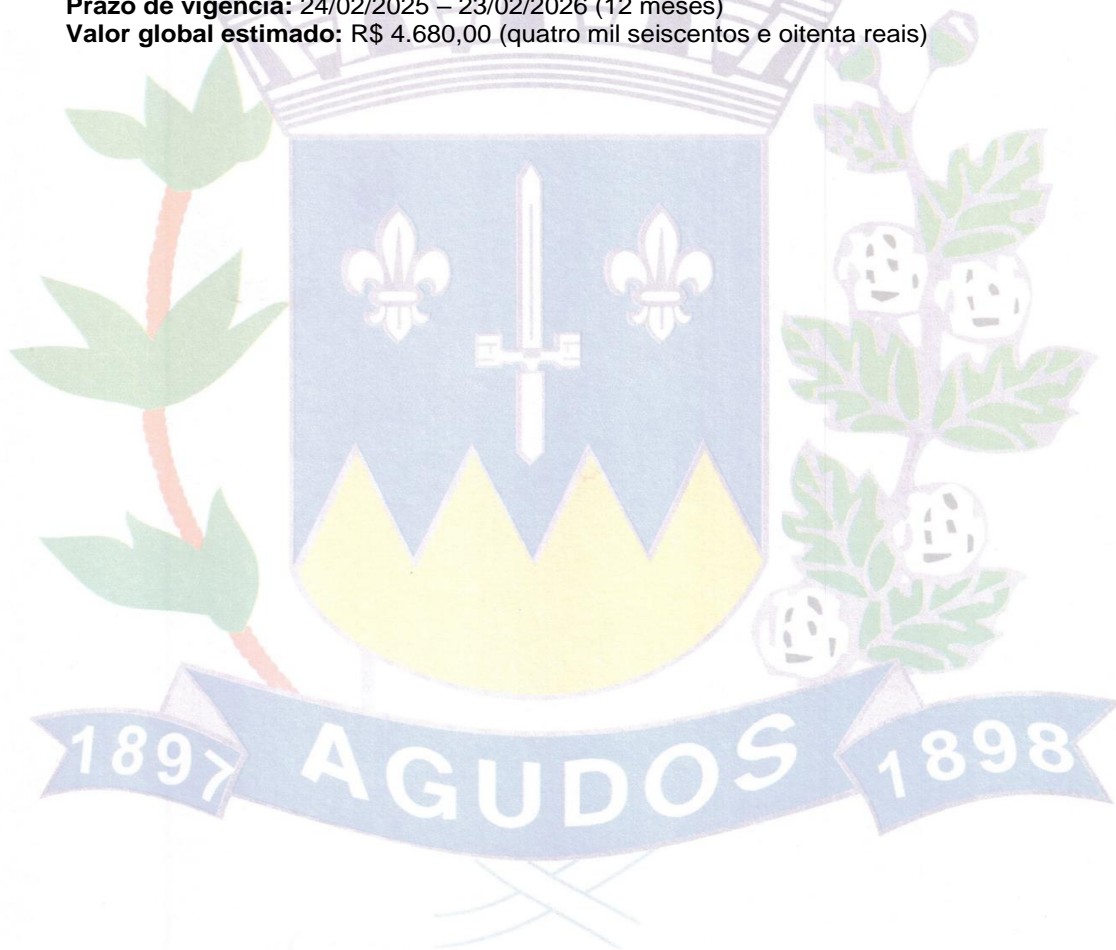 Prazo de vigência: 24/02/2025 – 23/02/2026 (12 meses)
Valor global estimado: R$ 4.680,00 (quatro mil seiscentos e oitenta reais)
1897 AGUDOS 1898